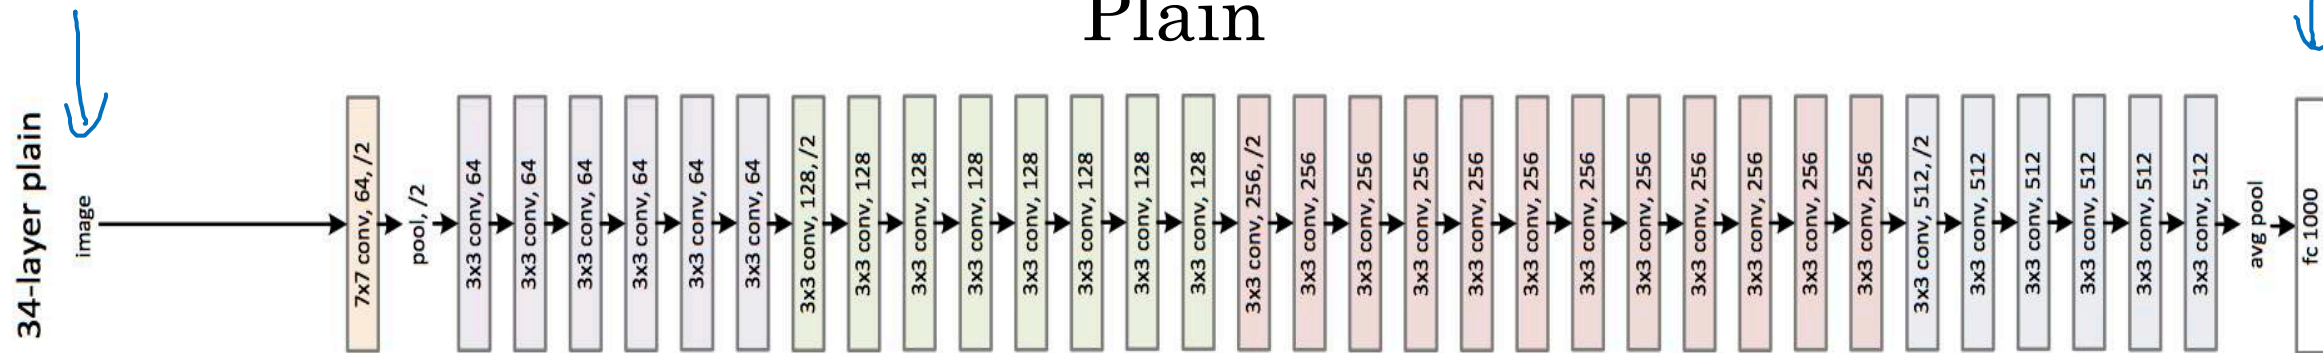 Plain
34-layer plain
image
7x7 conv, 64, /2
pool, /2
3x3 conv, 64
3x3 conv, 64
3x3 conv, 64
3x3 conv, 64
3x3 conv, 64
3x3 conv, 64
3x3 conv, 128, /2
3x3 conv, 128
3x3 conv, 128
3x3 conv, 128
3x3 conv, 128
3x3 conv, 128
3x3 conv, 128
3x3 conv, 128
3x3 conv, 256, /2
3x3 conv, 256
3x3 conv, 256
3x3 conv, 256
3x3 conv, 256
3x3 conv, 256
3x3 conv, 256
3x3 conv, 256
3x3 conv, 256
3x3 conv, 256
3x3 conv, 256
3x3 conv, 256
3x3 conv, 512, /2
3x3 conv, 512
3x3 conv, 512
3x3 conv, 512
3x3 conv, 512
3x3 conv, 512
avg pool
fc 1000